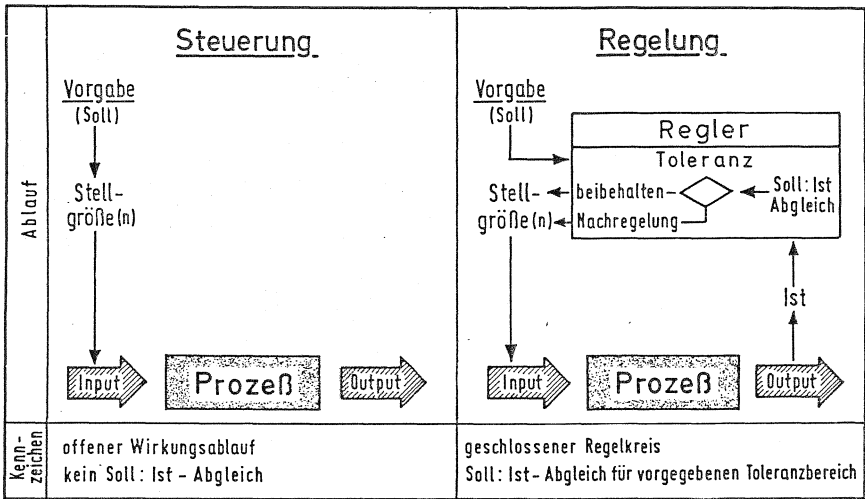 Steuerung
Vorgabe
(Soll)
Stell-
größe(n)
Input
Prozeß
Output
Regelung
Vorgabe
(Soll)
Regler
Toleranz
Stell-
größe(n)
beibehalten
Nachregelung
Soll: Ist
Abgleich
Ist
Input
Prozeß
Output
Ablauf
Kenn-
zeichen
offener Wirkungsablauf
kein Soll: Ist - Abgleich
geschlossener Regelkreis
Soll: Ist-Abgleich für vorgegebenen Toleranzbereich